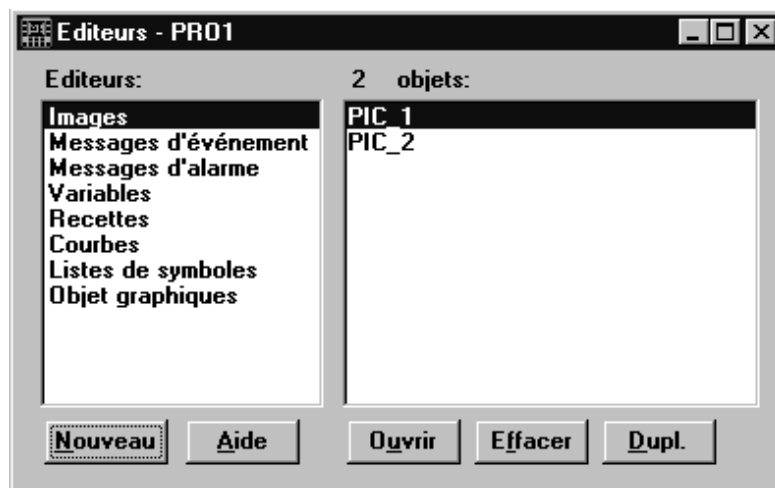 Editeurs - PRO1
Editeurs:
2 objets:
Images
Messages d'événement
Messages d'alarme
Variables
Recettes
Courbes
Listes de symboles
Objet graphiques
PIC_1
PIC_2
Nouveau
Aide
Ouvrir
Effacer
Dupl.